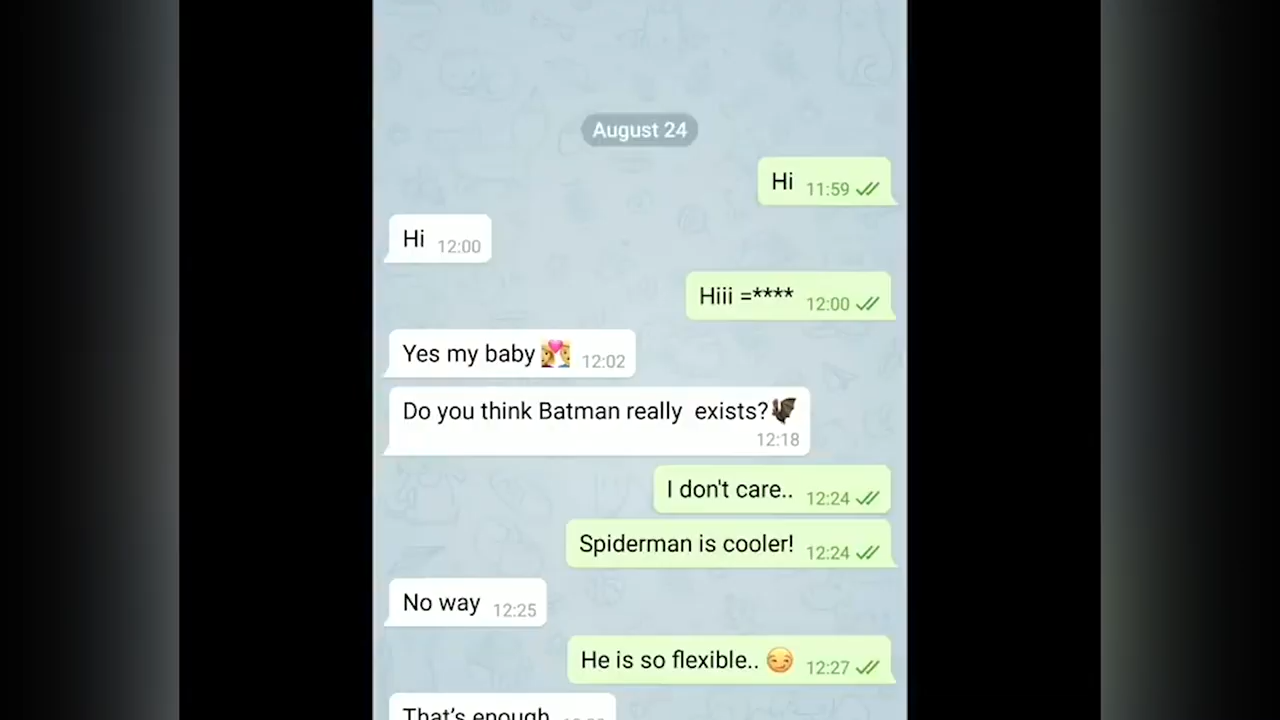 August 24
Hi 11:59
Hi 12:00
Hiii =**** 12:00
Yes my baby 12:02
Do you think Batman really  exists?
12:18
I don't care.. 12:24
Spiderman is cooler! 12:24
No way 12:25
He is so flexible.. 12:27
That's enough